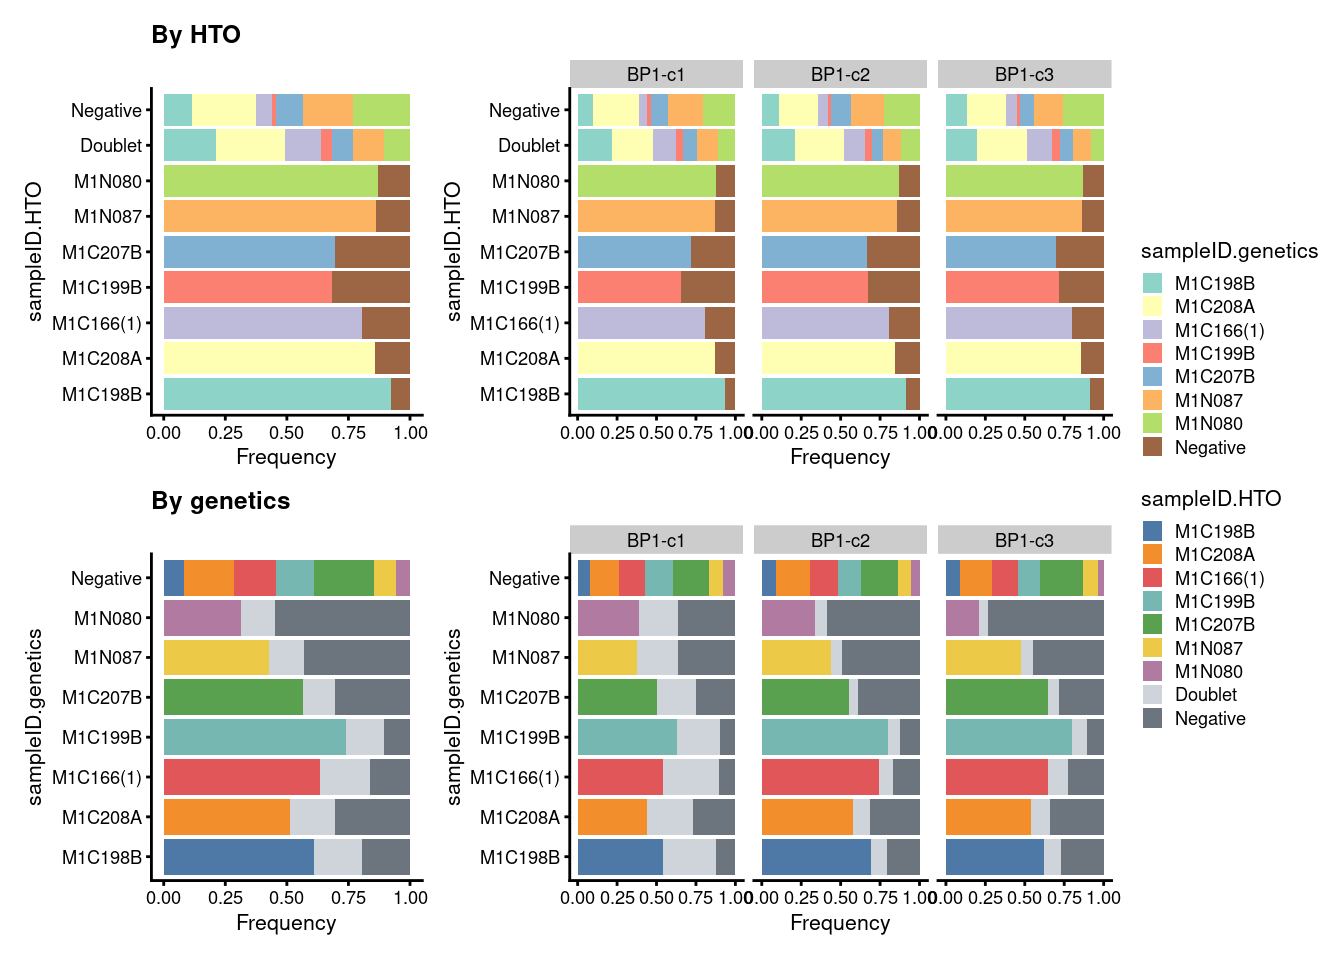 By HTO
BP1-c1 BP1-c2 BP1-c3
Negative Negative
Doublet Doublet
M1N080 M1N080
M1N087 M1N087
M1C207B M1C207B
M1C199B M1C199B
M1C166(1) M1C166(1)
M1C208A M1C208A
M1C198B M1C198B
sampleID.HTO sampleID.HTO
0.00 0.25 0.50 0.75 1.00 0.00 0.25 0.50 0.75 1.00 0.00 0.25 0.50 0.75 1.00 0.00 0.25 0.50 0.75 1.00
Frequency Frequency
sampleID.genetics
M1C198B
M1C208A
M1C166(1)
M1C199B
M1C207B
M1N087
M1N080
Negative
By genetics
BP1-c1 BP1-c2 BP1-c3
Negative Negative
M1N080 M1N080
M1N087 M1N087
M1C207B M1C207B
M1C199B M1C199B
M1C166(1) M1C166(1)
M1C208A M1C208A
M1C198B M1C198B
sampleID.genetics sampleID.genetics
0.00 0.25 0.50 0.75 1.00 0.00 0.25 0.50 0.75 1.00 0.00 0.25 0.50 0.75 1.00 0.00 0.25 0.50 0.75 1.00
Frequency Frequency
sampleID.HTO
M1C198B
M1C208A
M1C166(1)
M1C199B
M1C207B
M1N087
M1N080
Doublet
Negative